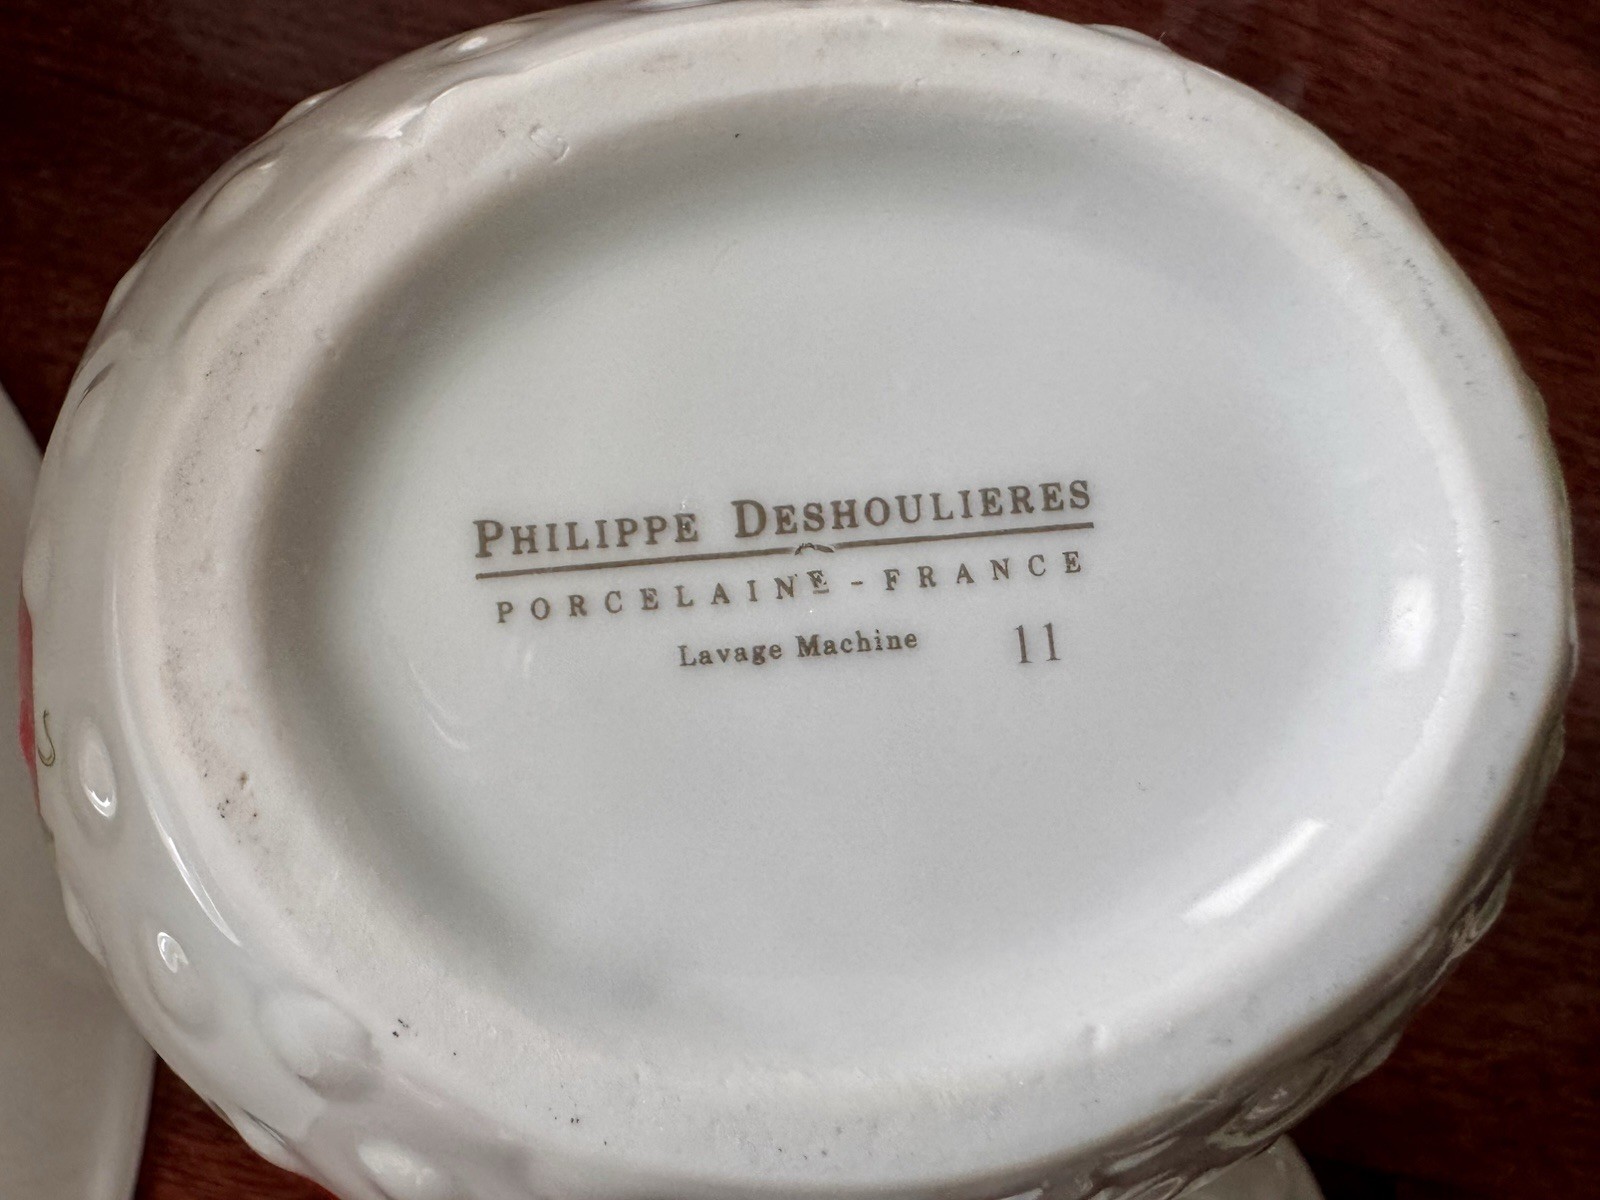 PHILIPPE DESHOULIERES
PORCELAINE - FRANCE
Lavage Machine 11